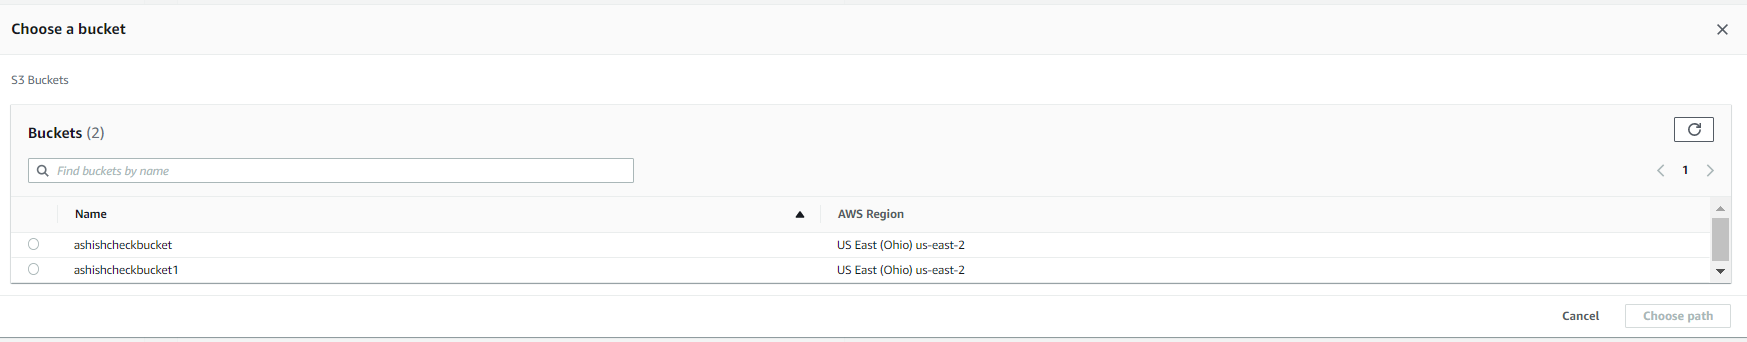 Choose a bucket
S3 Buckets
Buckets (2)
Find buckets by name
1
Name AWS Region
ashishcheckbucket US East (Ohio) us-east-2
ashishcheckbucket1 US East (Ohio) us-east-2
Cancel Choose path